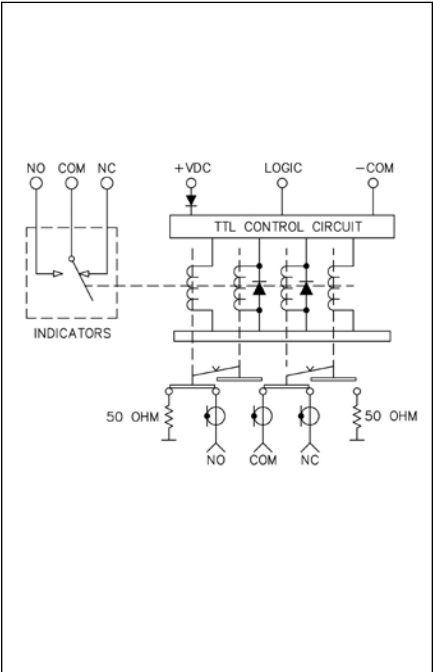 NO COM NC
+VDC LOGIC −COM
TTL CONTROL CIRCUIT
INDICATORS
50 OHM
50 OHM
NO COM NC